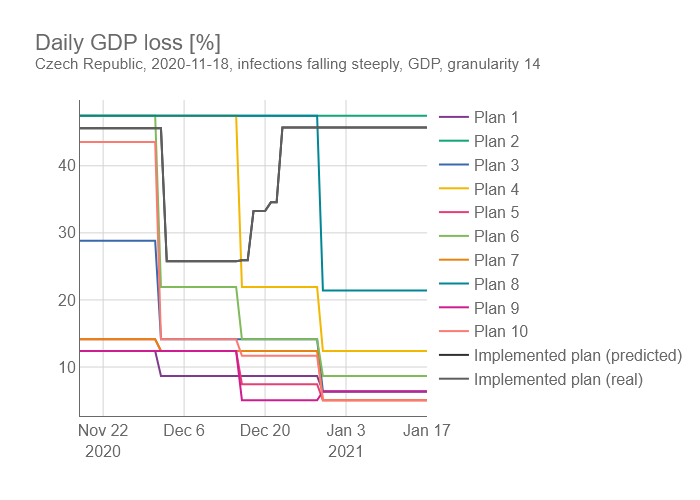 Daily GDP loss [%]
Czech Republic, 2020-11-18, infections falling steeply, GDP, granularity 14
40
30
20
10
Nov 22
2020
Dec 6
Dec 20
Jan 3
2021
Jan 17
Plan 1
Plan 2
Plan 3
Plan 4
Plan 5
Plan 6
Plan 7
Plan 8
Plan 9
Plan 10
Implemented plan (predicted)
Implemented plan (real)